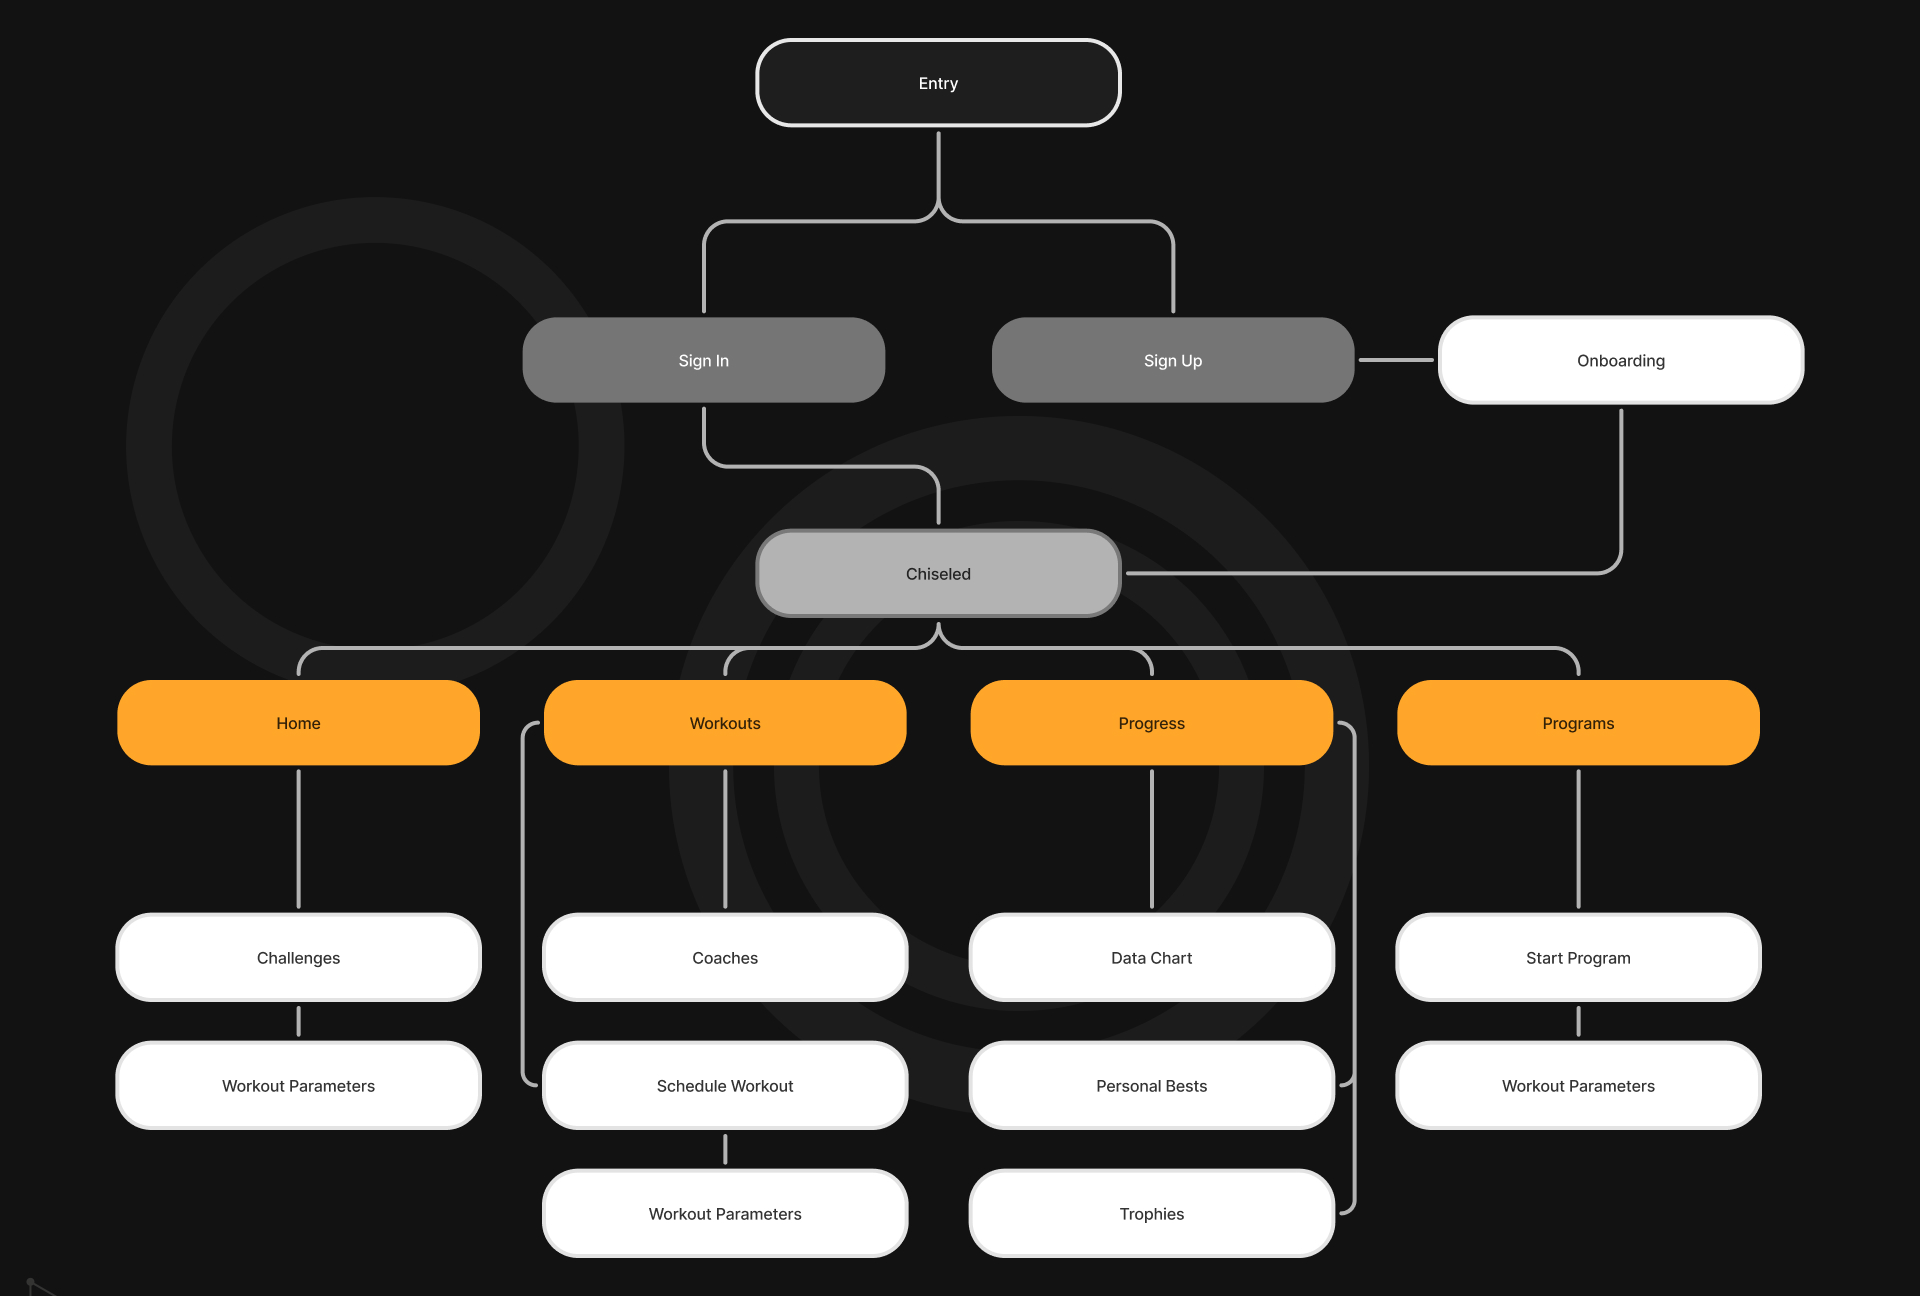 Entry
Sign In
Sign Up
Onboarding
Chiseled
Home
Workouts
Progress
Programs
Challenges
Coaches
Data Chart
Start Program
Workout Parameters
Schedule Workout
Personal Bests
Workout Parameters
Workout Parameters
Trophies